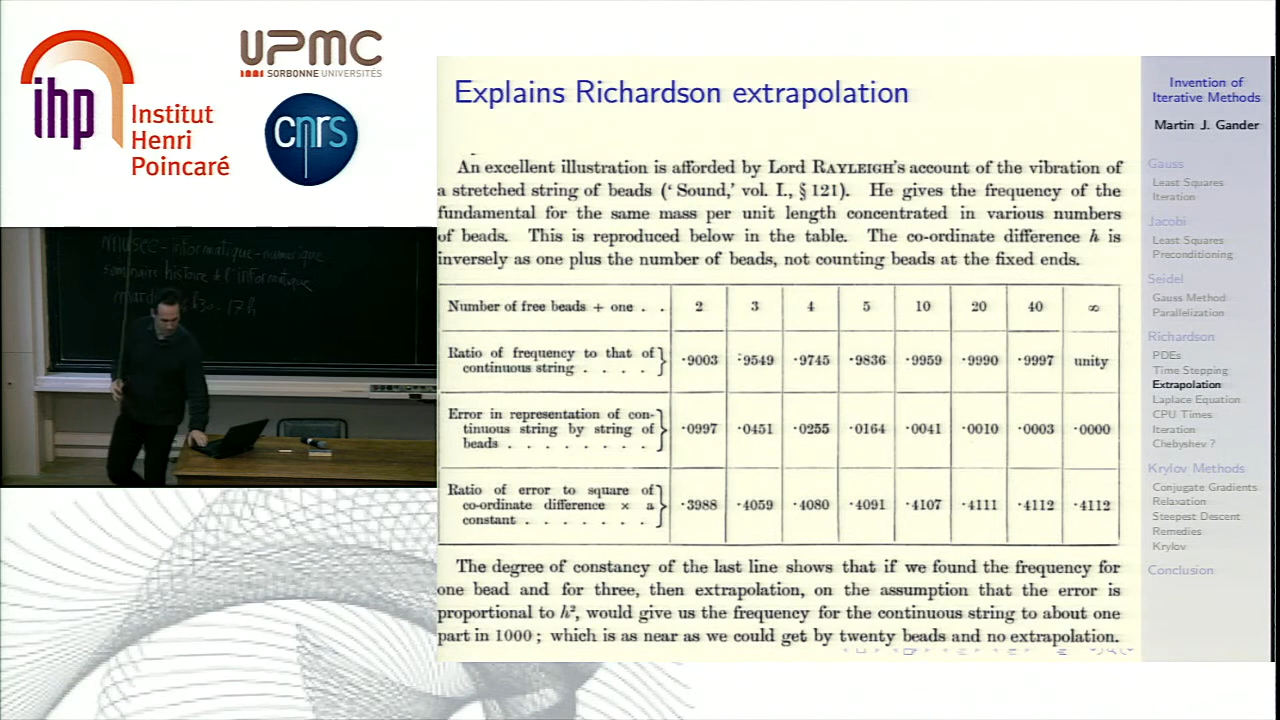 ihp
Institut
Henri
Poincaré
UPMC
SORBONNE UNIVERSITÉS
cnrs
musée-informatique-numérique
séminaire histoire de l'informatique
17h
Explains Richardson extrapolation
An excellent illustration is afforded by Lord RAYLEIGH's account of the vibration of
a stretched string of beads (' Sound,' vol. I., § 121). He gives the frequency of the
fundamental for the same mass per unit length concentrated in various numbers
of beads. This is reproduced below in the table. The co-ordinate difference h is
inversely as one plus the number of beads, not counting beads at the fixed ends.
Number of free beads + one . . 2 3 4 5 10 20 40 ∞
Ratio of frequency to that of
continuous string . . . . ·9003 ·9549 ·9745 ·9836 ·9959 ·9990 ·9997 unity
Error in representation of con-
tinuous string by string of
beads . . . . . . . ·0997 ·0451 ·0255 ·0164 ·0041 ·0010 ·0003 ·0000
Ratio of error to square of
co-ordinate difference × a
constant . . . . . . . ·3988 ·4059 ·4080 ·4091 ·4107 ·4111 ·4112 ·4112
The degree of constancy of the last line shows that if we found the frequency for
one bead and for three, then extrapolation, on the assumption that the error is
proportional to h², would give us the frequency for the continuous string to about one
part in 1000 ; which is as near as we could get by twenty beads and no extrapolation.
Invention of
Iterative Methods
Martin J. Gander
Gauss
Least Squares
Iteration
Jacobi
Least Squares
Preconditioning
Seidel
Gauss Method
Parallelization
Richardson
PDEs
Time Stepping
Extrapolation
Laplace Equation
CPU Times
Iteration
Chebyshev ?
Krylov Methods
Conjugate Gradients
Relaxation
Steepest Descent
Remedies
Krylov
Conclusion